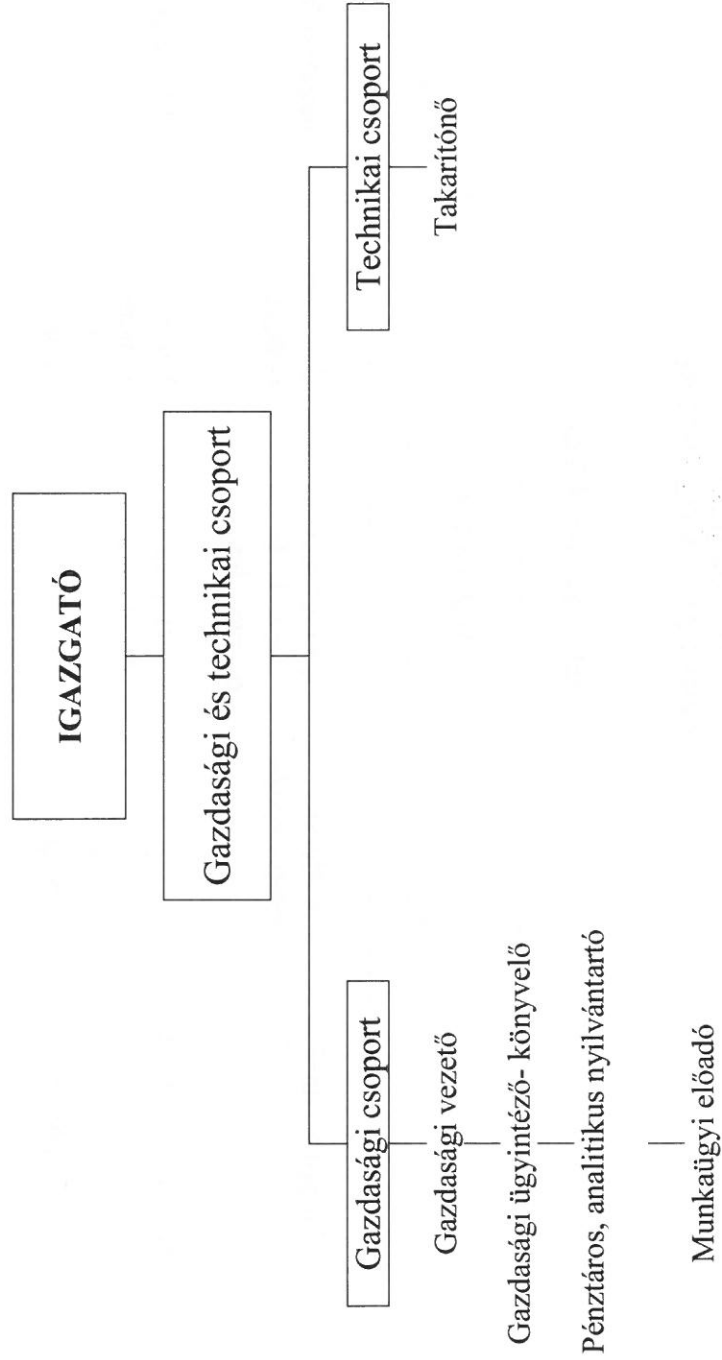 IGAZGATÓ
Gazdasági és technikai csoport
Gazdasági csoport
Gazdasági vezető
Gazdasági ügyintéző- könyvelő
Pénztáros, analitikus nyilvántartó
Munkaügyi előadó
Technikai csoport
Takarítónő